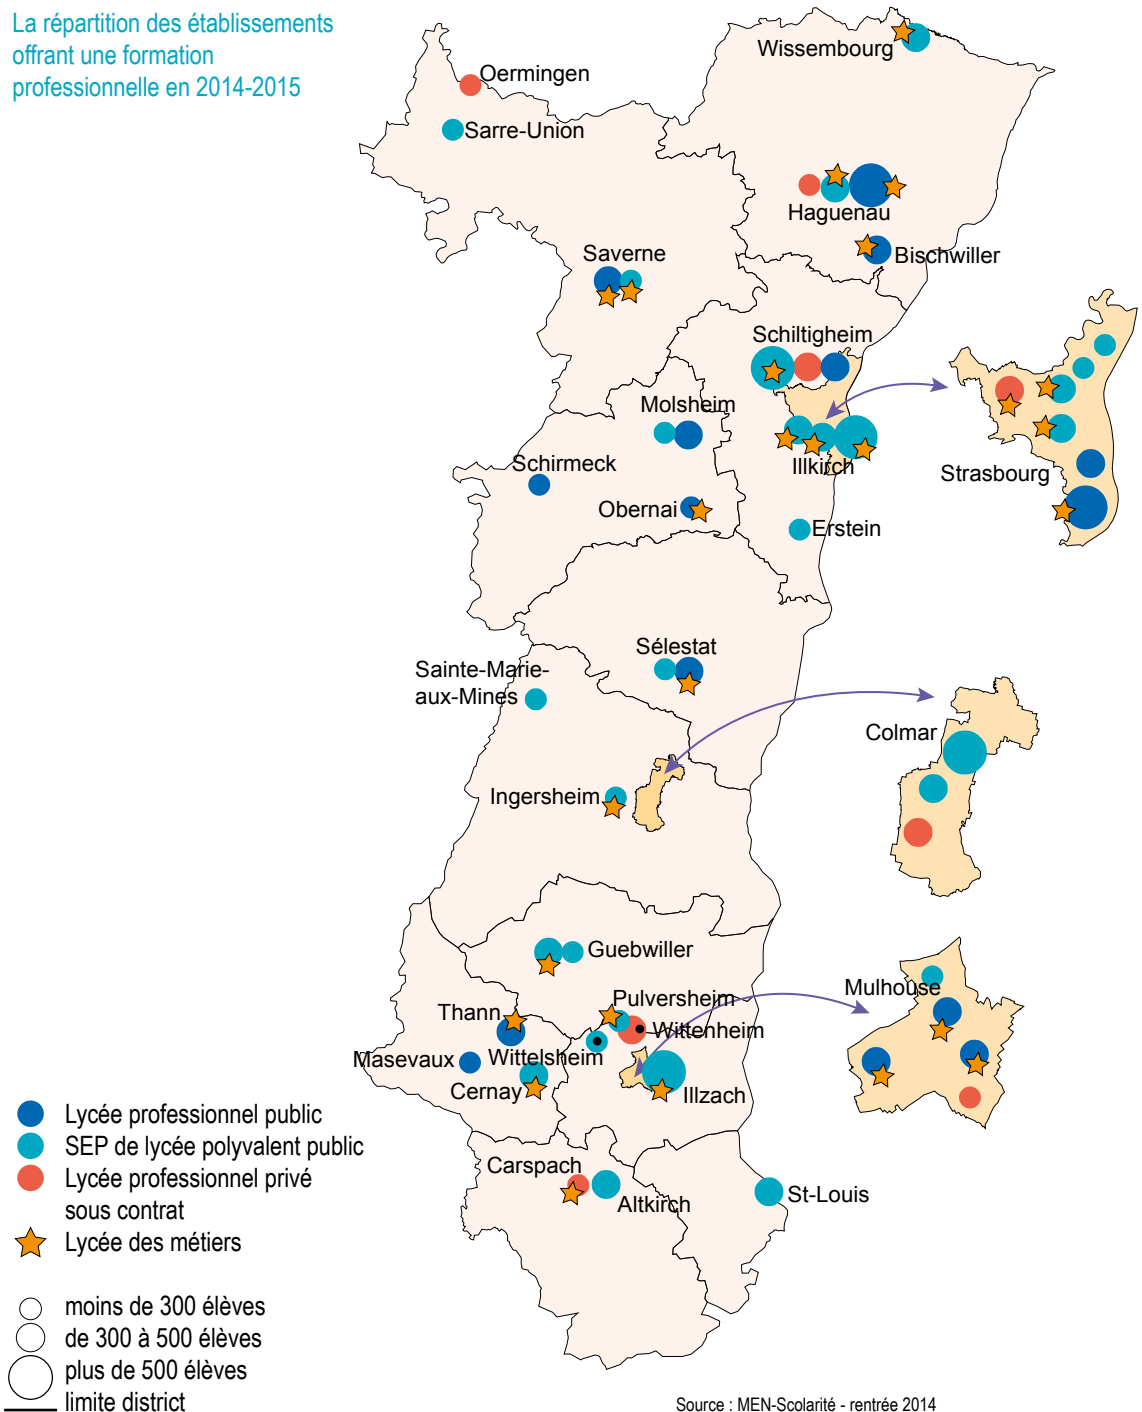 La répartition des établissements
offrant une formation
professionnelle en 2014-2015
Wissembourg
Oermingen
Sarre-Union
Haguenau
Saverne
Bischwiller
Schiltigheim
Molsheim
Schirmeck
Illkirch
Strasbourg
Obernai
Erstein
Sélestat
Sainte-Marie-
aux-Mines
Colmar
Ingersheim
Guebwiller
Mulhouse
Pulversheim
Thann
Wittenheim
Masevaux
Wittelsheim
Cernay
Illzach
Carspach
Altkirch
St-Louis
Lycée professionnel public
SEP de lycée polyvalent public
Lycée professionnel privé
sous contrat
Lycée des métiers
moins de 300 élèves
de 300 à 500 élèves
plus de 500 élèves
limite district
Source : MEN-Scolarité - rentrée 2014